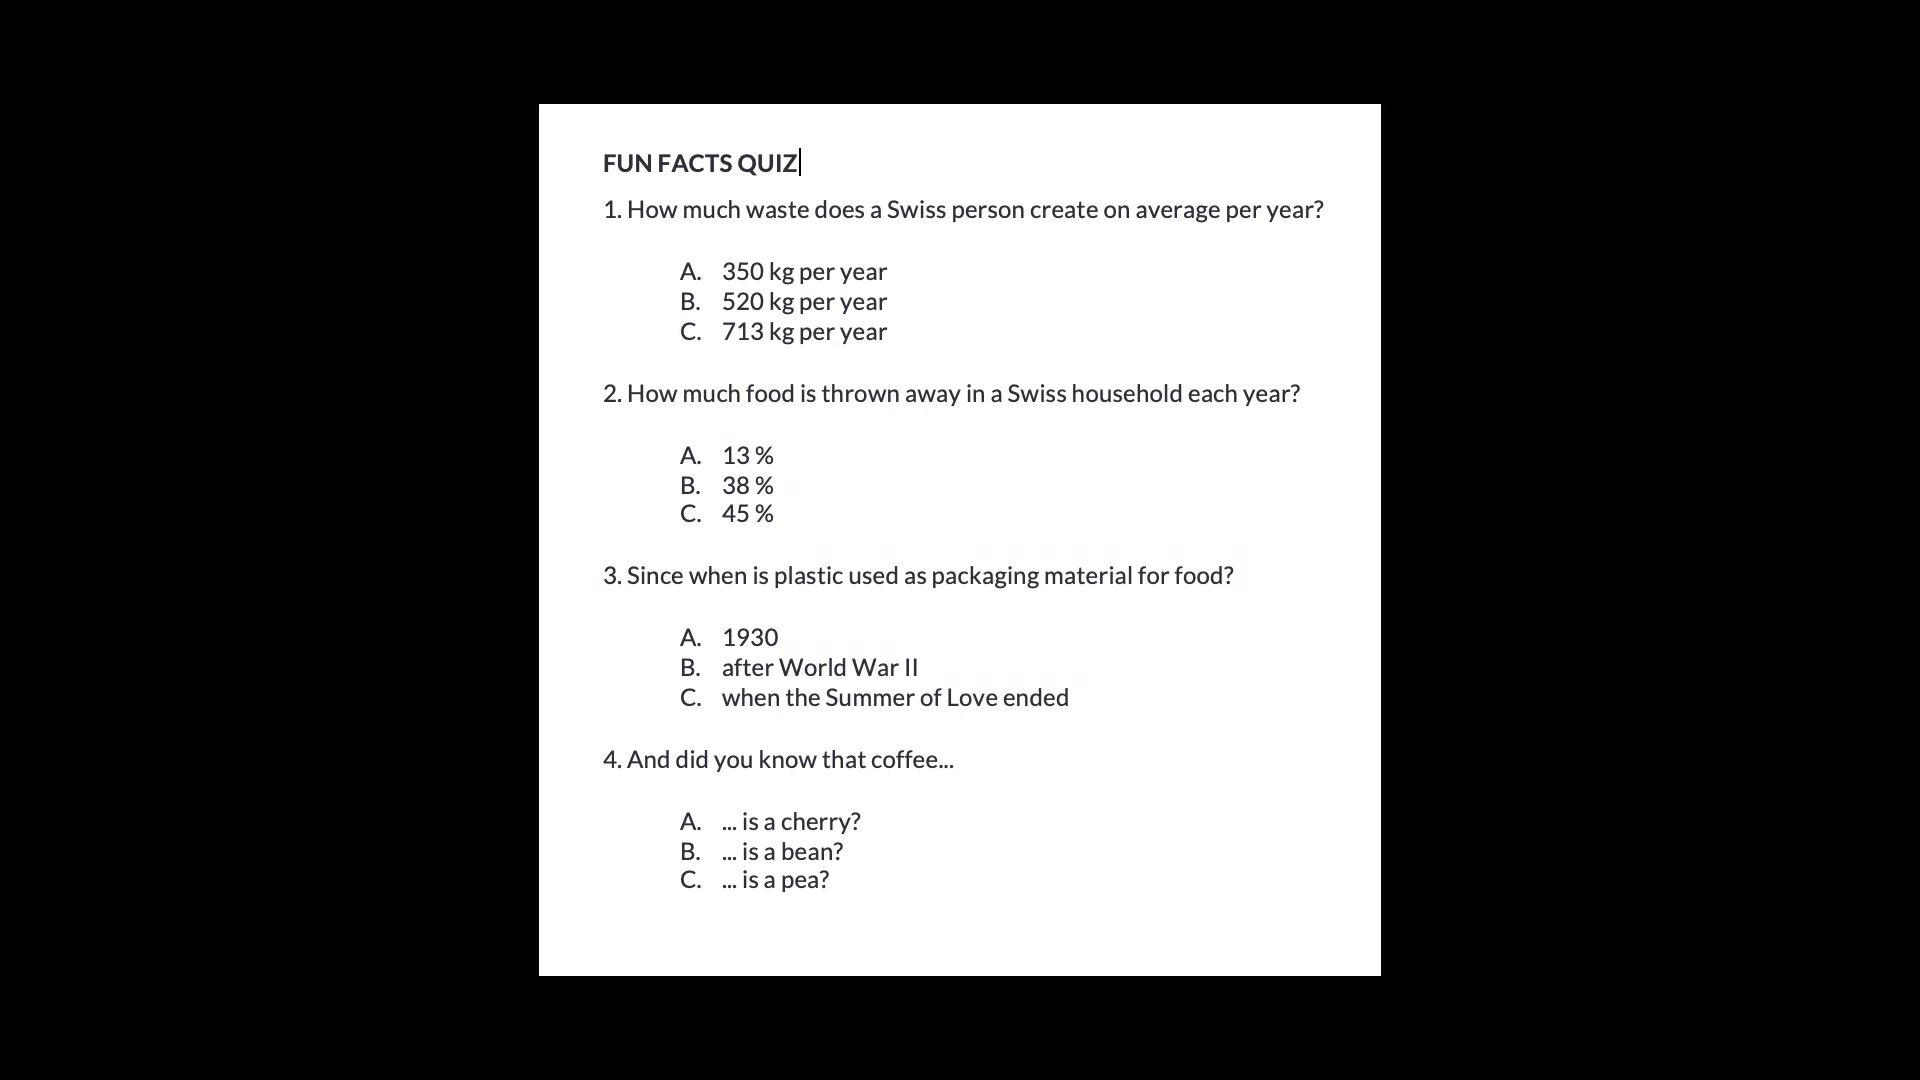 FUN FACTS QUIZ
1. How much waste does a Swiss person create on average per year?
A. 350 kg per year
B. 520 kg per year
C. 713 kg per year
2. How much food is thrown away in a Swiss household each year?
A. 13 %
B. 38 %
C. 45 %
3. Since when is plastic used as packaging material for food?
A. 1930
B. after World War II
C. when the Summer of Love ended
4. And did you know that coffee...
A. ... is a cherry?
B. ... is a bean?
C. ... is a pea?